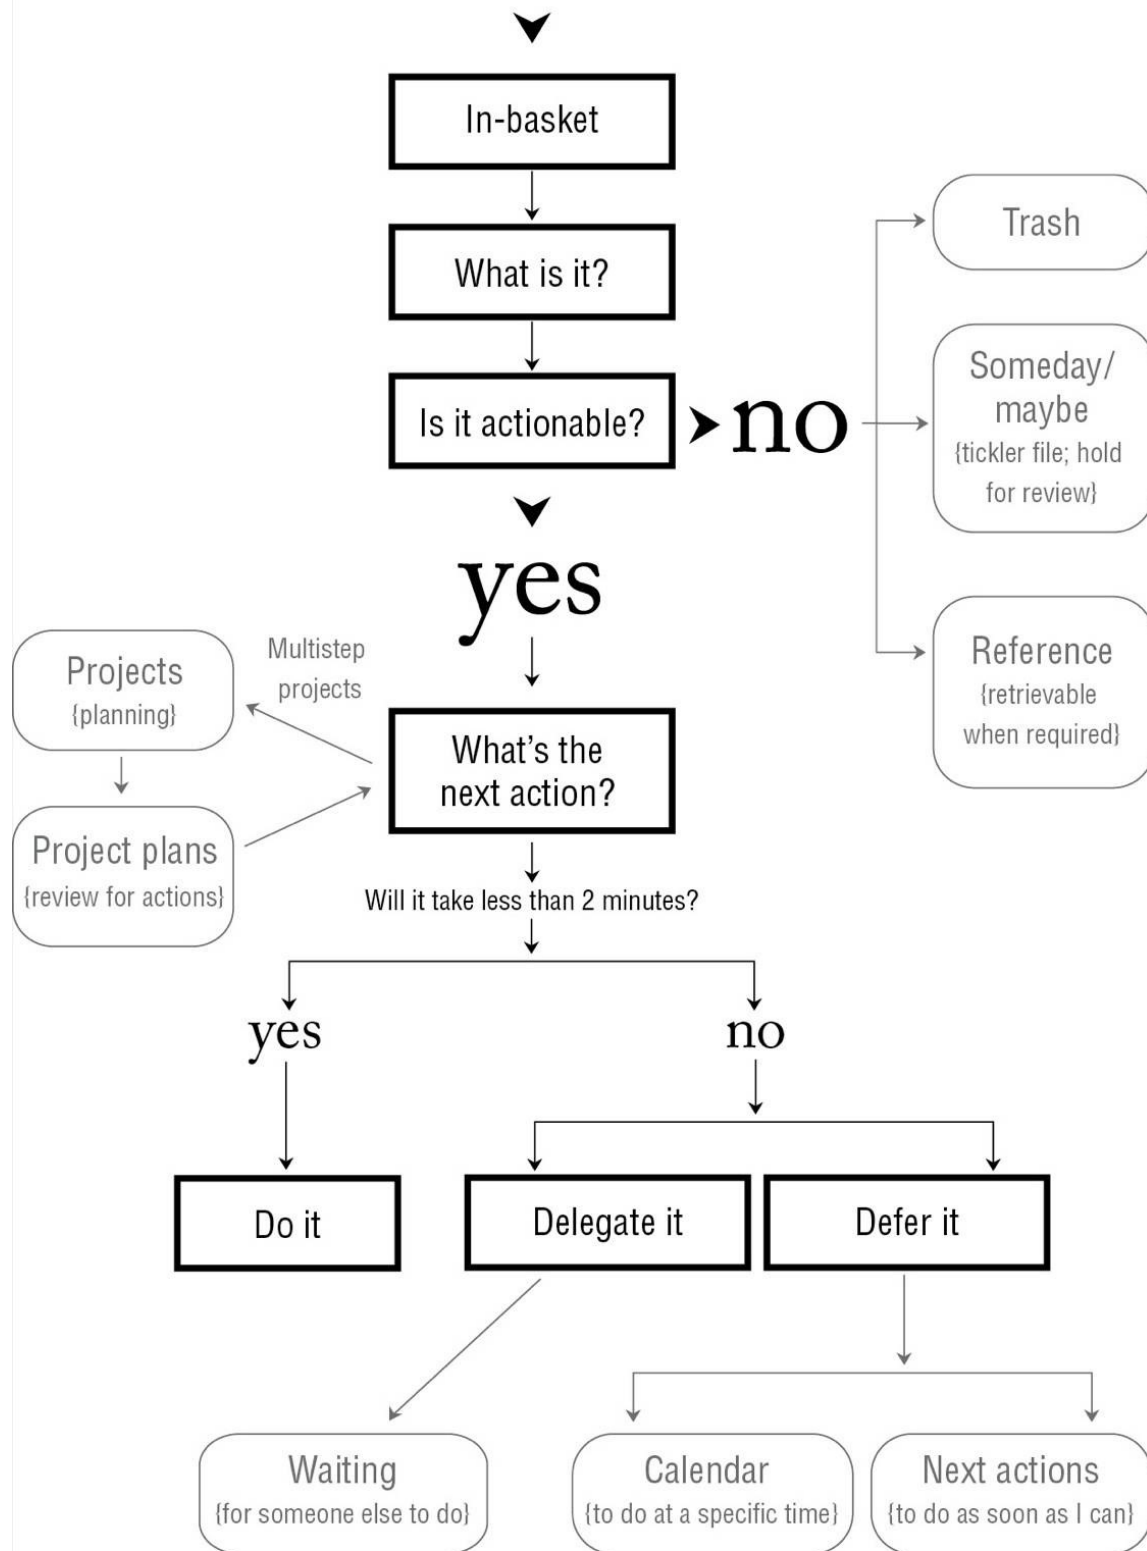 In-basket
What is it?
Trash
Is it actionable?
no
Someday/
maybe
{tickler file; hold
for review}
Reference
{retrievable
when required}
yes
Multistep
projects
Projects
{planning}
Project plans
{review for actions}
What’s the
next action?
Will it take less than 2 minutes?
yes
no
Do it
Delegate it
Defer it
Waiting
{for someone else to do}
Calendar
{to do at a specific time}
Next actions
{to do as soon as I can}